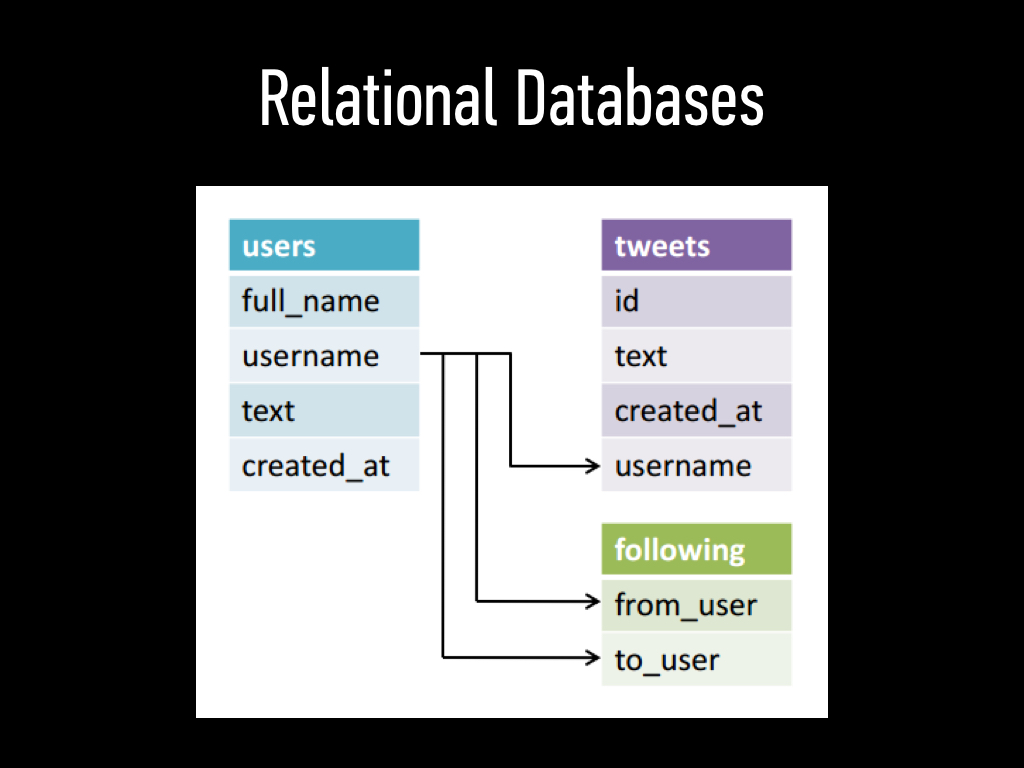 Relational Databases
users
full_name
username
text
created_at
tweets
id
text
created_at
username
following
from_user
to_user